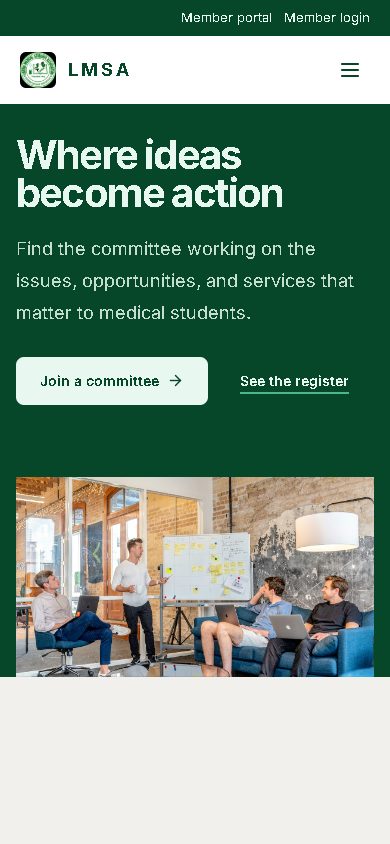 Member portal Member login
LMSA
Where ideas
become action
Find the committee working on the
issues, opportunities, and services that
matter to medical students.
Join a committee → See the register